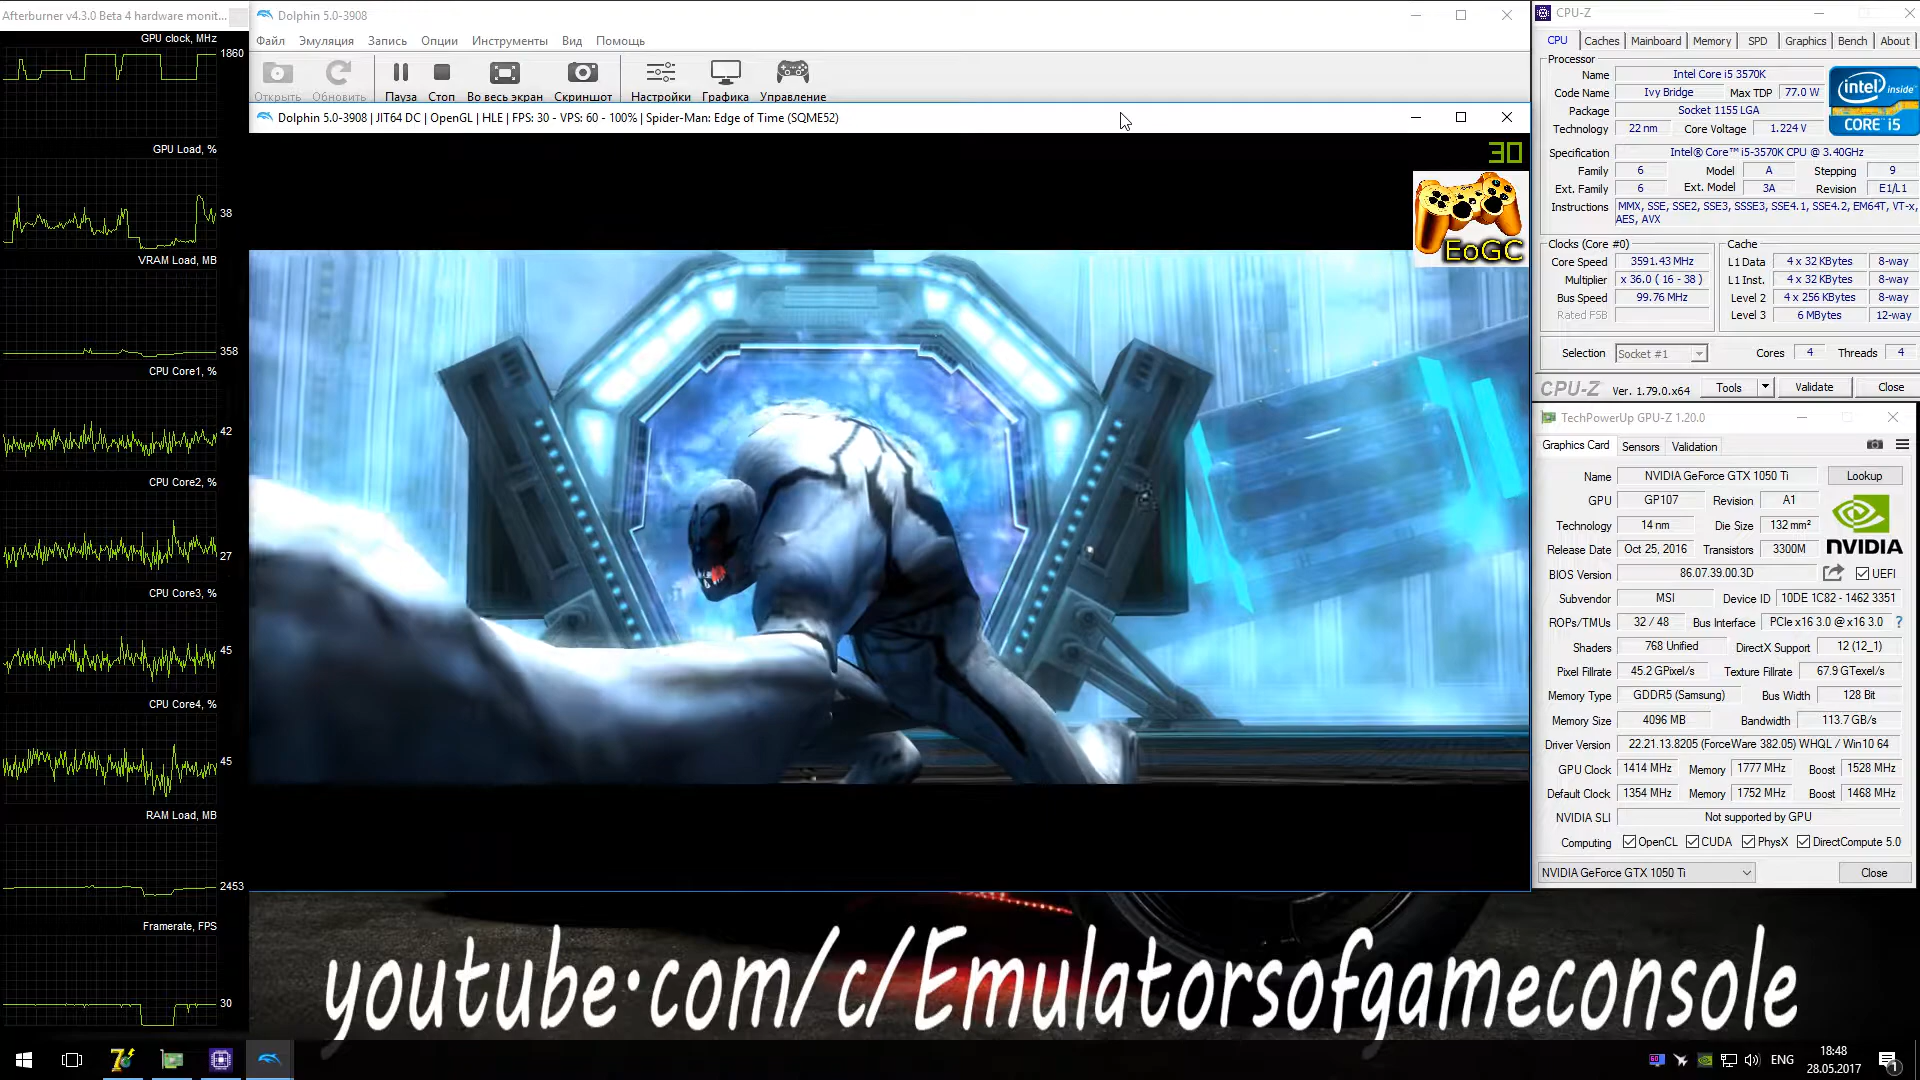 Afterburner v4.3.0 Beta 4 hardware monit...
GPU clock, MHz
1860
GPU Load, %
38
VRAM Load, MB
358
CPU Core1, %
42
CPU Core2, %
27
CPU Core3, %
45
CPU Core4, %
45
RAM Load, MB
2453
Framerate, FPS
30
Dolphin 5.0-3908
Файл Эмуляция Запись Опции Инструменты Вид Помощь
Открыть Обновить Пауза Стоп Во весь экран Скриншот Настройки Графика Управление
Dolphin 5.0-3908 | JIT64 DC | OpenGL | HLE | FPS: 30 - VPS: 60 - 100% | Spider-Man: Edge of Time (SQME52)
30
EoGC
CPU-Z
CPU Caches Mainboard Memory SPD Graphics Bench About
Processor
Name Intel Core i5 3570K
Code Name Ivy Bridge Max TDP 77.0 W
Package Socket 1155 LGA
Technology 22 nm Core Voltage 1.224 V
intel inside™
CORE i5
Specification Intel® Core™ i5-3570K CPU @ 3.40GHz
Family 6 Model A Stepping 9
Ext. Family 6 Ext. Model 3A Revision E1/L1
Instructions MMX, SSE, SSE2, SSE3, SSSE3, SSE4.1, SSE4.2, EM64T, VT-x,
AES, AVX
Clocks (Core #0) Cache
Core Speed 3591.43 MHz L1 Data 4 x 32 KBytes 8-way
Multiplier x 36.0 ( 16 - 38 ) L1 Inst. 4 x 32 KBytes 8-way
Bus Speed 99.76 MHz Level 2 4 x 256 KBytes 8-way
Rated FSB Level 3 6 MBytes 12-way
Selection Socket #1 Cores 4 Threads 4
CPU-Z Ver. 1.79.0.x64 Tools Validate Close
TechPowerUp GPU-Z 1.20.0
Graphics Card Sensors Validation
Name NVIDIA GeForce GTX 1050 Ti Lookup
GPU GP107 Revision A1
Technology 14 nm Die Size 132 mm²
Release Date Oct 25, 2016 Transistors 3300M
NVIDIA
BIOS Version 86.07.39.00.3D UEFI
Subvendor MSI Device ID 10DE 1C82 - 1462 3351
ROPs/TMUs 32 / 48 Bus Interface PCIe x16 3.0 @ x16 3.0 ?
Shaders 768 Unified DirectX Support 12 (12_1)
Pixel Fillrate 45.2 GPixel/s Texture Fillrate 67.9 GTexel/s
Memory Type GDDR5 (Samsung) Bus Width 128 Bit
Memory Size 4096 MB Bandwidth 113.7 GB/s
Driver Version 22.21.13.8205 (ForceWare 382.05) WHQL / Win10 64
GPU Clock 1414 MHz Memory 1777 MHz Boost 1528 MHz
Default Clock 1354 MHz Memory 1752 MHz Boost 1468 MHz
NVIDIA SLI Not supported by GPU
Computing OpenCL CUDA PhysX DirectCompute 5.0
NVIDIA GeForce GTX 1050 Ti Close
youtube.com/c/Emulatorsofgameconsole
60 ENG 18:48
28.05.2017
1